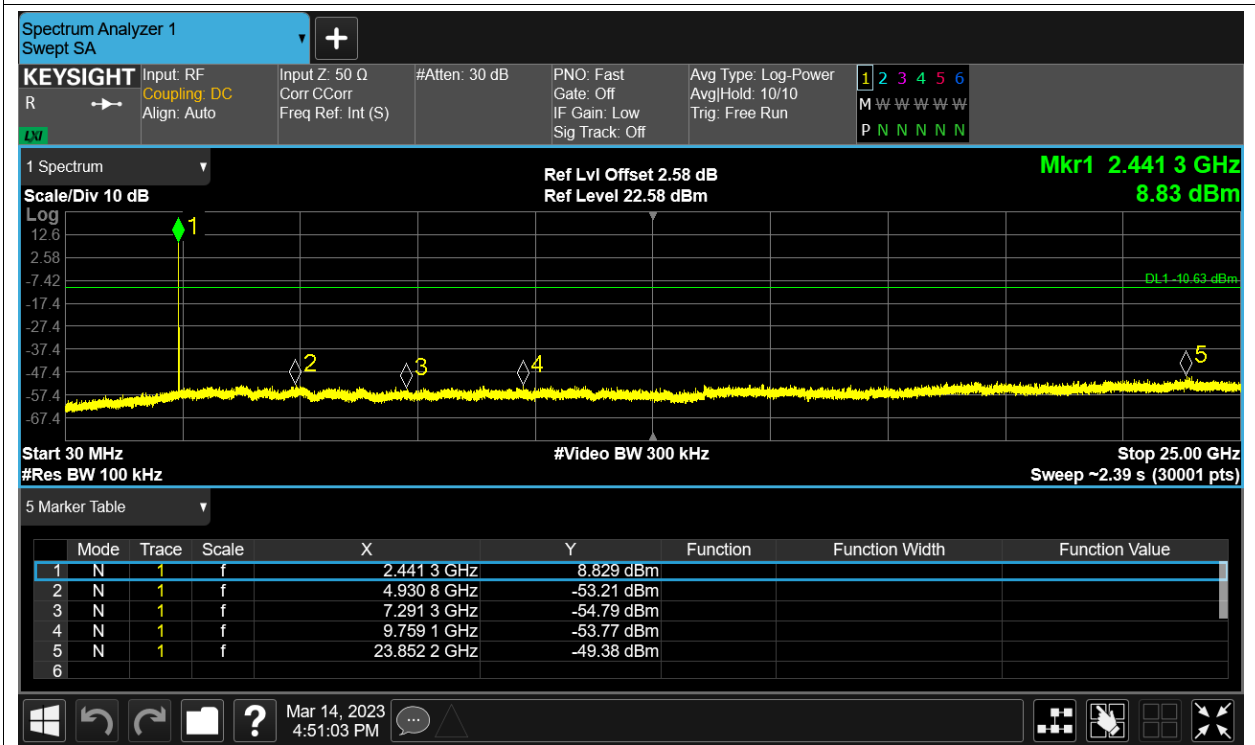 Spectrum Analyzer 1
Swept SA
+
KEYSIGHT Input: RF Input Z: 50 Ω #Atten: 30 dB PNO: Fast Avg Type: Log-Power 1 2 3 4 5 6
R Coupling: DC Corr CCorr Gate: Off Avg|Hold: 10/10 M W W W W W
Align: Auto Freq Ref: Int (S) IF Gain: Low Trig: Free Run
LXI Sig Track: Off P N N N N N
1 Spectrum Ref Lvl Offset 2.58 dB Mkr1 2.441 3 GHz
Scale/Div 10 dB Ref Level 22.58 dBm 8.83 dBm
Log
1
12.6
2.58
-7.42
DL1 -10.63 dBm
-17.4
-27.4
-37.4
2 3 4 5
-47.4
-57.4
-67.4
Start 30 MHz #Video BW 300 kHz Stop 25.00 GHz
#Res BW 100 kHz Sweep ~2.39 s (30001 pts)
5 Marker Table
Mode Trace Scale X Y Function Function Width Function Value
1 N 1 f 2.441 3 GHz 8.829 dBm
2 N 1 f 4.930 8 GHz -53.21 dBm
3 N 1 f 7.291 3 GHz -54.79 dBm
4 N 1 f 9.759 1 GHz -53.77 dBm
5 N 1 f 23.852 2 GHz -49.38 dBm
6
? Mar 14, 2023
4:51:03 PM